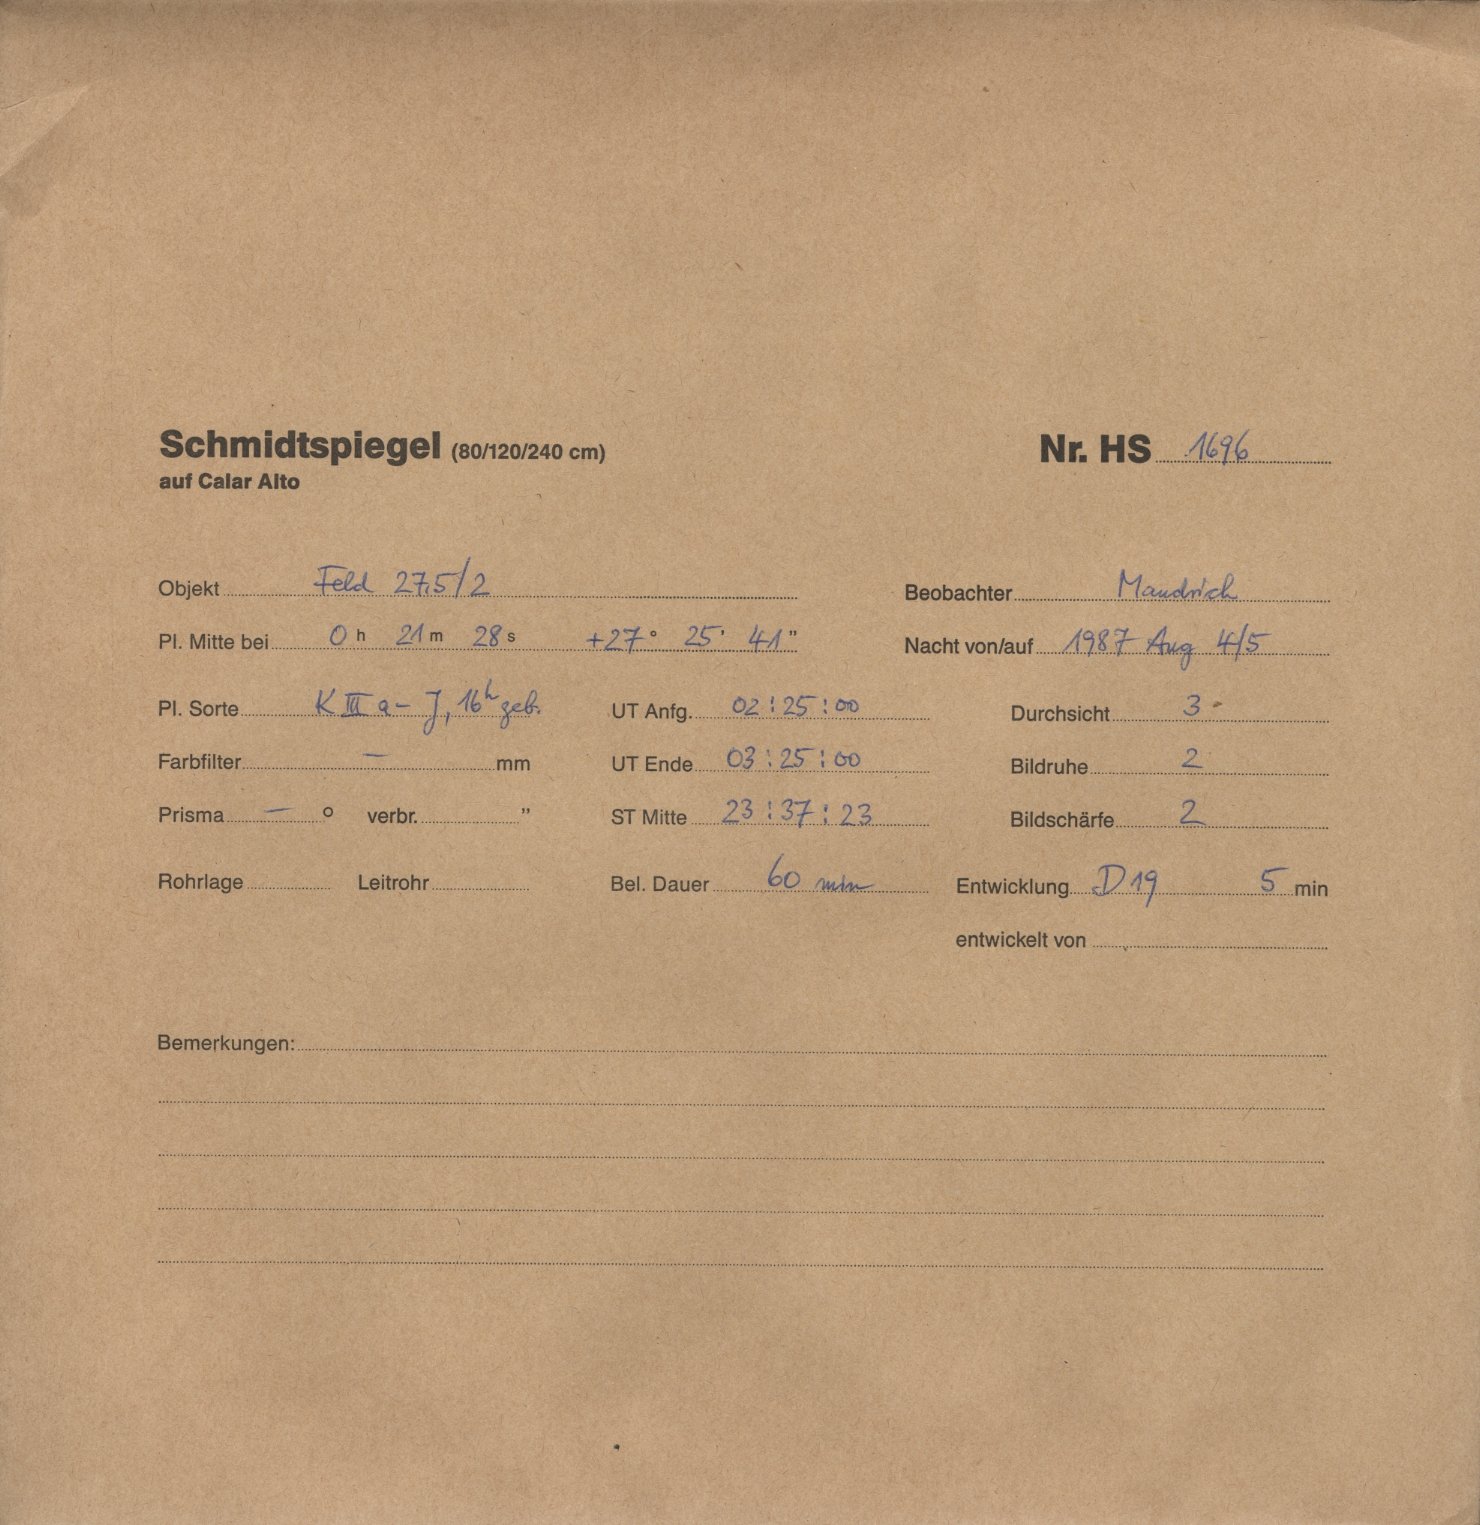 Schmidtspiegel (80/120/240 cm) Nr. HS 1696
auf Calar Alto
Objekt Feld 27,5/2 Beobachter Mandrich
Pl. Mitte bei 0 h 21 m 28 s +27 ° 25 ' 41 " Nacht von/auf 1987 Aug 4/5
Pl. Sorte K III a-J, 16h geb. UT Anfg. 02:25:00 Durchsicht 3-
Farbfilter — mm UT Ende 03:25:00 Bildruhe 2
Prisma — ° verbr. " ST Mitte 23:37:23 Bildschärfe 2
Rohrlage Leitrohr Bel. Dauer 60 min Entwicklung D19 5 min
entwickelt von
Bemerkungen: